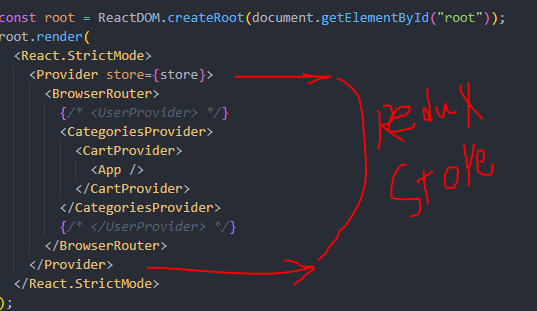 const root = ReactDOM.createRoot(document.getElementById("root"));
root.render(
<React.StrictMode>
<Provider store={store}>
<BrowserRouter>
{/* <UserProvider> */}
<CategoriesProvider>
<CartProvider>
<App />
</CartProvider>
</CategoriesProvider>
{/* </UserProvider> */}
</BrowserRouter>
</Provider>
</React.StrictMode>
);
Redux
Store